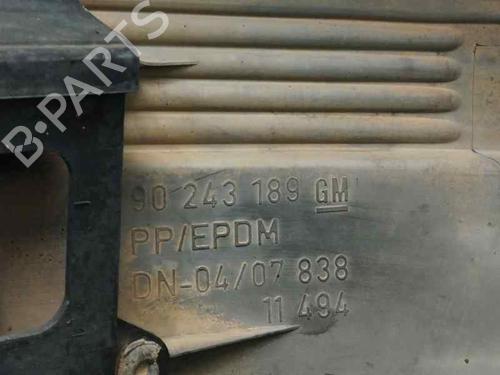 B-PARTS
90 243 189 GM
PP/EPDM
DN-04/07 838
11 494